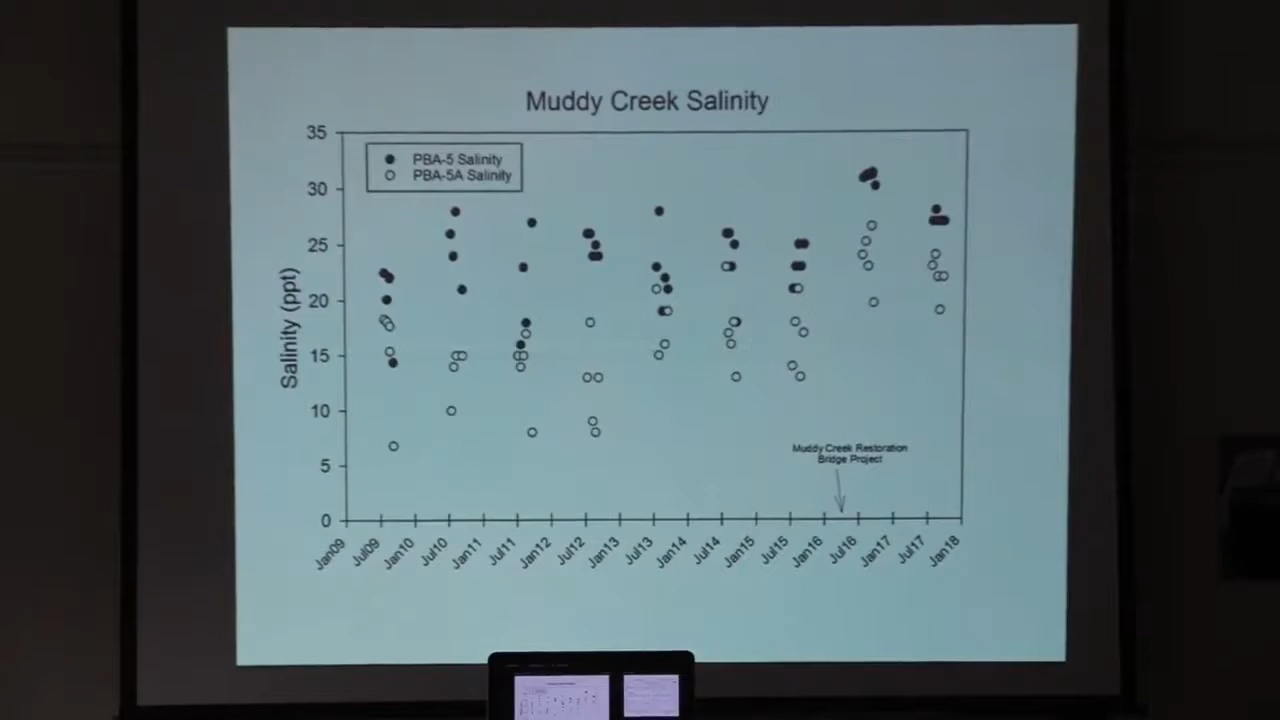 Muddy Creek Salinity
35
30
25
20
15
10
5
0
Salinity (ppt)
PBA-5 Salinity
PBA-5A Salinity
Muddy Creek Restoration
Bridge Project
Jan09
Jul09
Jan10
Jul10
Jan11
Jul11
Jan12
Jul12
Jan13
Jul13
Jan14
Jul14
Jan15
Jul15
Jan16
Jul16
Jan17
Jul17
Jan18